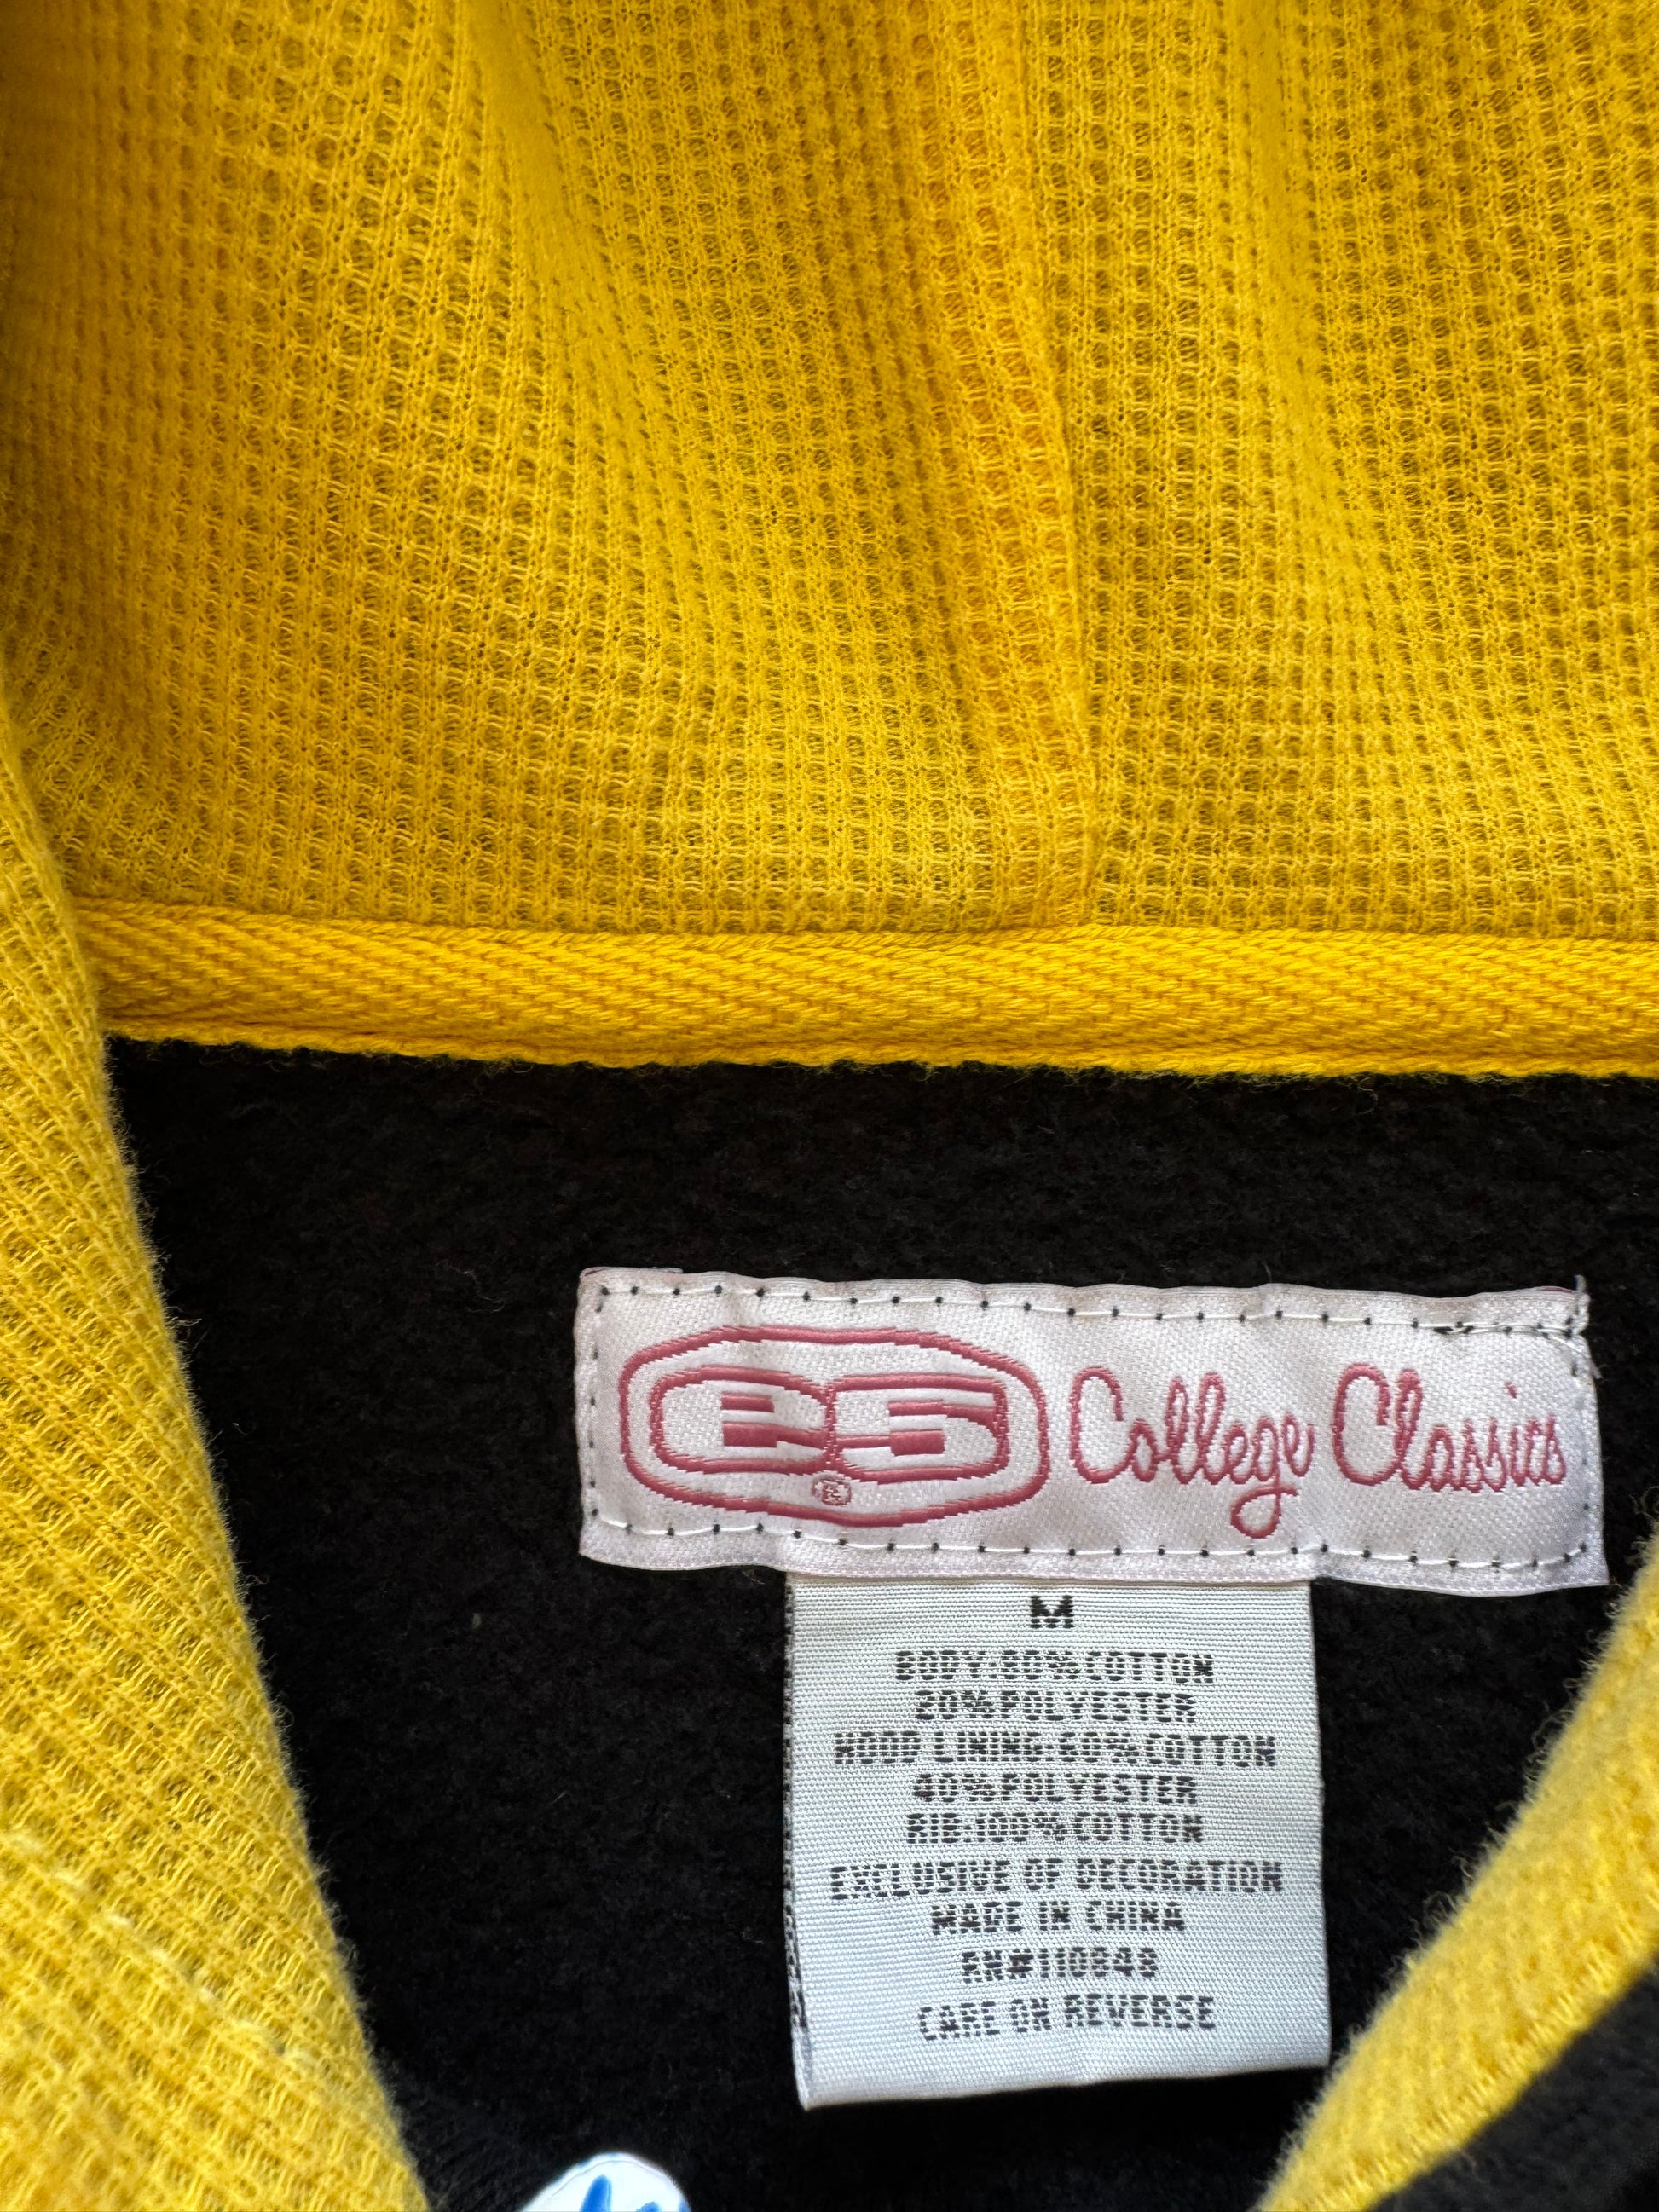 e5 College Classics
®
M
BODY:80%COTTON
20%POLYESTER
HOOD LINING:60%COTTON
40%POLYESTER
RIB:100%COTTON
EXCLUSIVE OF DECORATION
MADE IN CHINA
RN#110848
CARE ON REVERSE